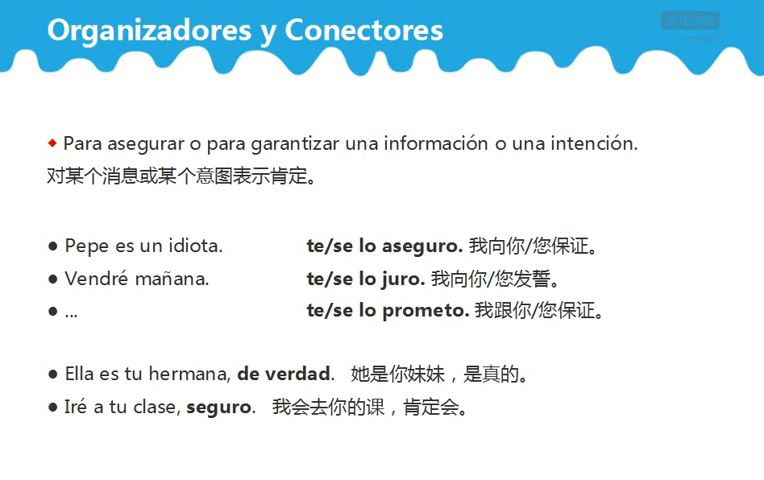 Organizadores y Conectores
◆ Para asegurar o para garantizar una información o una intención.
对某个消息或某个意图表示肯定。
● Pepe es un idiota. te/se lo aseguro. 我向你/您保证。
● Vendré mañana. te/se lo juro. 我向你/您发誓。
● ... te/se lo prometo. 我跟你/您保证。
● Ella es tu hermana, de verdad. 她是你妹妹，是真的。
● Iré a tu clase, seguro. 我会去你的课，肯定会。